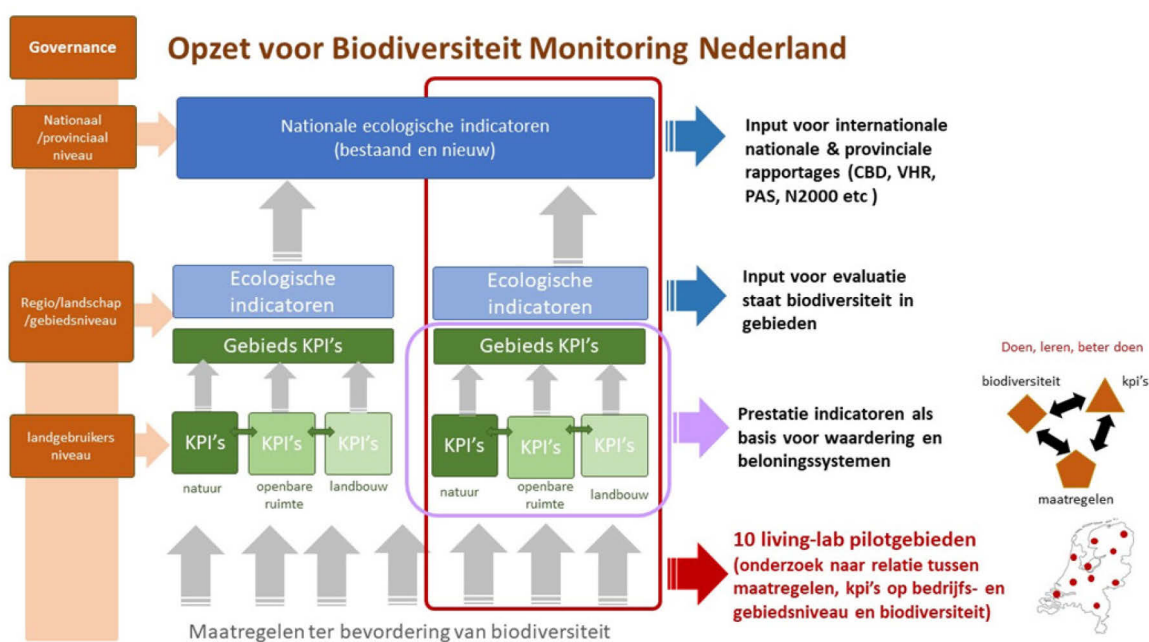 Governance
Opzet voor Biodiversiteit Monitoring Nederland
Nationaal
/provinciaal
niveau
Nationale ecologische indicatoren
(bestaand en nieuw)
Input voor internationale
nationale & provinciale
rapportages (CBD, VHR,
PAS, N2000 etc )
Regio/landschap
/gebiedsniveau
Ecologische
indicatoren
Ecologische
indicatoren
Input voor evaluatie
staat biodiversiteit in
gebieden
Gebieds KPI's
Gebieds KPI's
Doen, leren, beter doen
biodiversiteit
kpi's
maatregelen
landgebruikers
niveau
KPI's
KPI's
KPI's
KPI's
KPI's
KPI's
natuur
openbare
ruimte
landbouw
natuur
openbare
ruimte
landbouw
Prestatie indicatoren als
basis voor waardering en
beloningssystemen
10 living-lab pilotgebieden
(onderzoek naar relatie tussen
maatregelen, kpi's op bedrijfs- en
gebiedsniveau en biodiversiteit)
Maatregelen ter bevordering van biodiversiteit